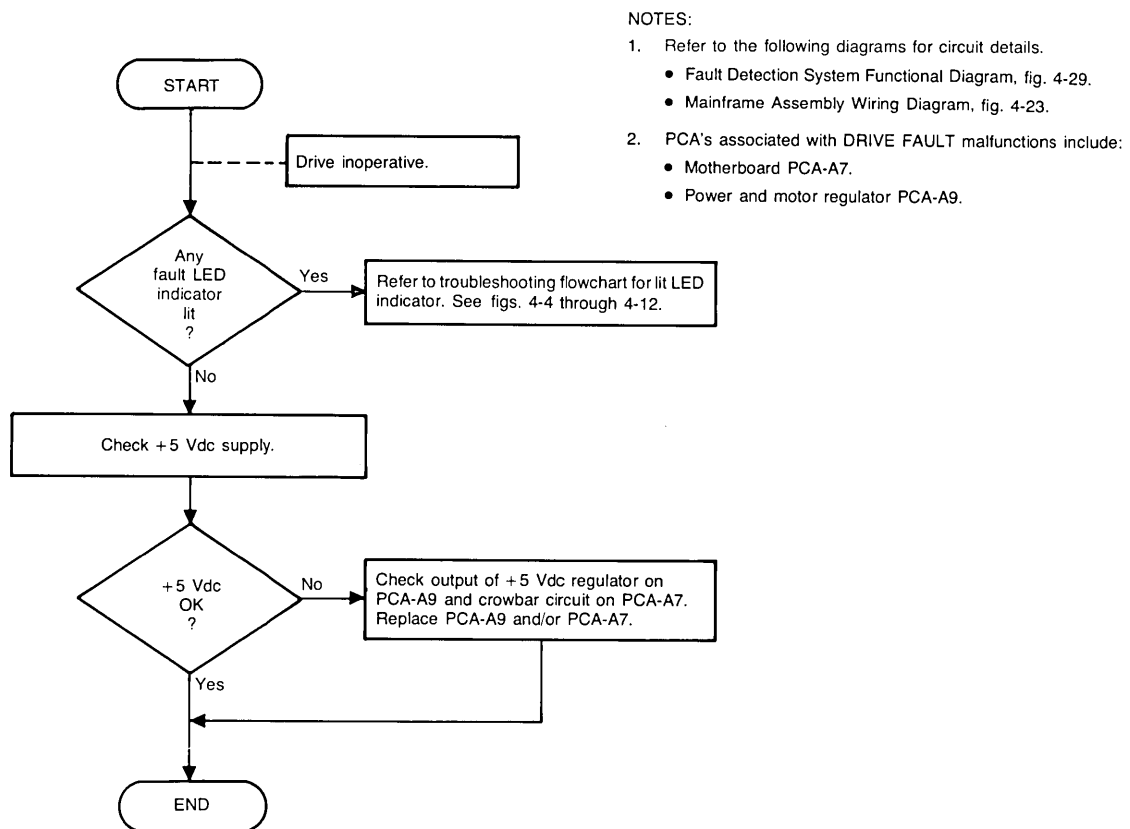 NOTES:
1. Refer to the following diagrams for circuit details.
• Fault Detection System Functional Diagram, fig. 4-29.
• Mainframe Assembly Wiring Diagram, fig. 4-23.
2. PCA's associated with DRIVE FAULT malfunctions include:
• Motherboard PCA-A7.
• Power and motor regulator PCA-A9.
START
Drive inoperative.
Any
fault LED
indicator
lit
?
Yes
Refer to troubleshooting flowchart for lit LED
indicator. See figs. 4-4 through 4-12.
No
Check +5 Vdc supply.
+5 Vdc
OK
?
No
Check output of +5 Vdc regulator on
PCA-A9 and crowbar circuit on PCA-A7.
Replace PCA-A9 and/or PCA-A7.
Yes
END